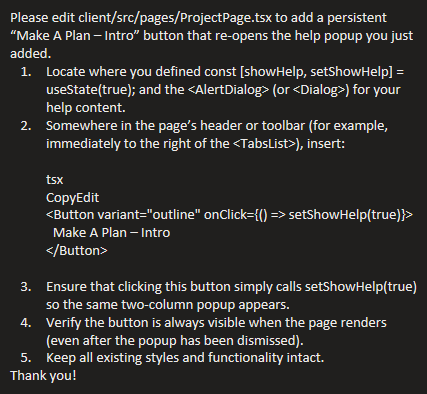 Please edit client/src/pages/ProjectPage.tsx to add a persistent
“Make A Plan – Intro” button that re-opens the help popup you just
added.
1. Locate where you defined const [showHelp, setShowHelp] =
useState(true); and the <AlertDialog> (or <Dialog>) for your
help content.
2. Somewhere in the page’s header or toolbar (for example,
immediately to the right of the <TabsList>), insert:
tsx
CopyEdit
<Button variant="outline" onClick={() => setShowHelp(true)}>
Make A Plan – Intro
</Button>
3. Ensure that clicking this button simply calls setShowHelp(true)
so the same two-column popup appears.
4. Verify the button is always visible when the page renders
(even after the popup has been dismissed).
5. Keep all existing styles and functionality intact.
Thank you!